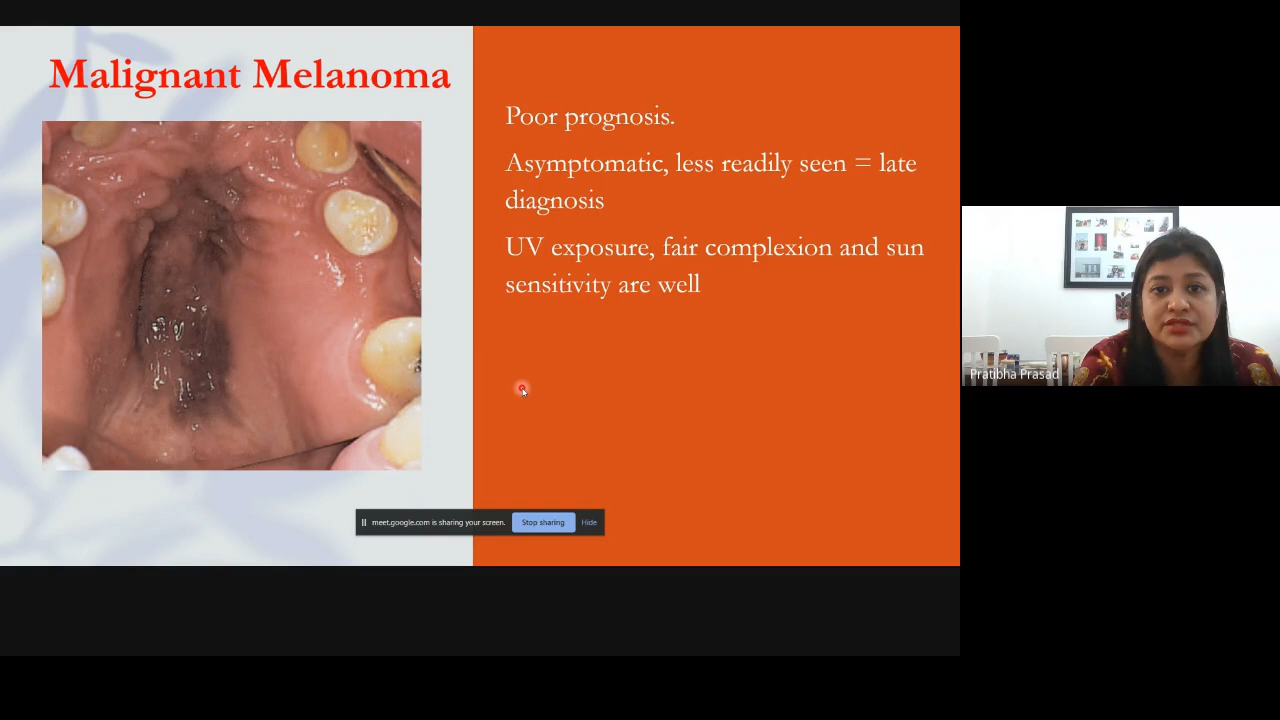 Malignant Melanoma
Poor prognosis.
Asymptomatic, less readily seen = late
diagnosis
UV exposure, fair complexion and sun
sensitivity are well
meet.google.com is sharing your screen.
Stop sharing
Hide
Pratibha Prasad